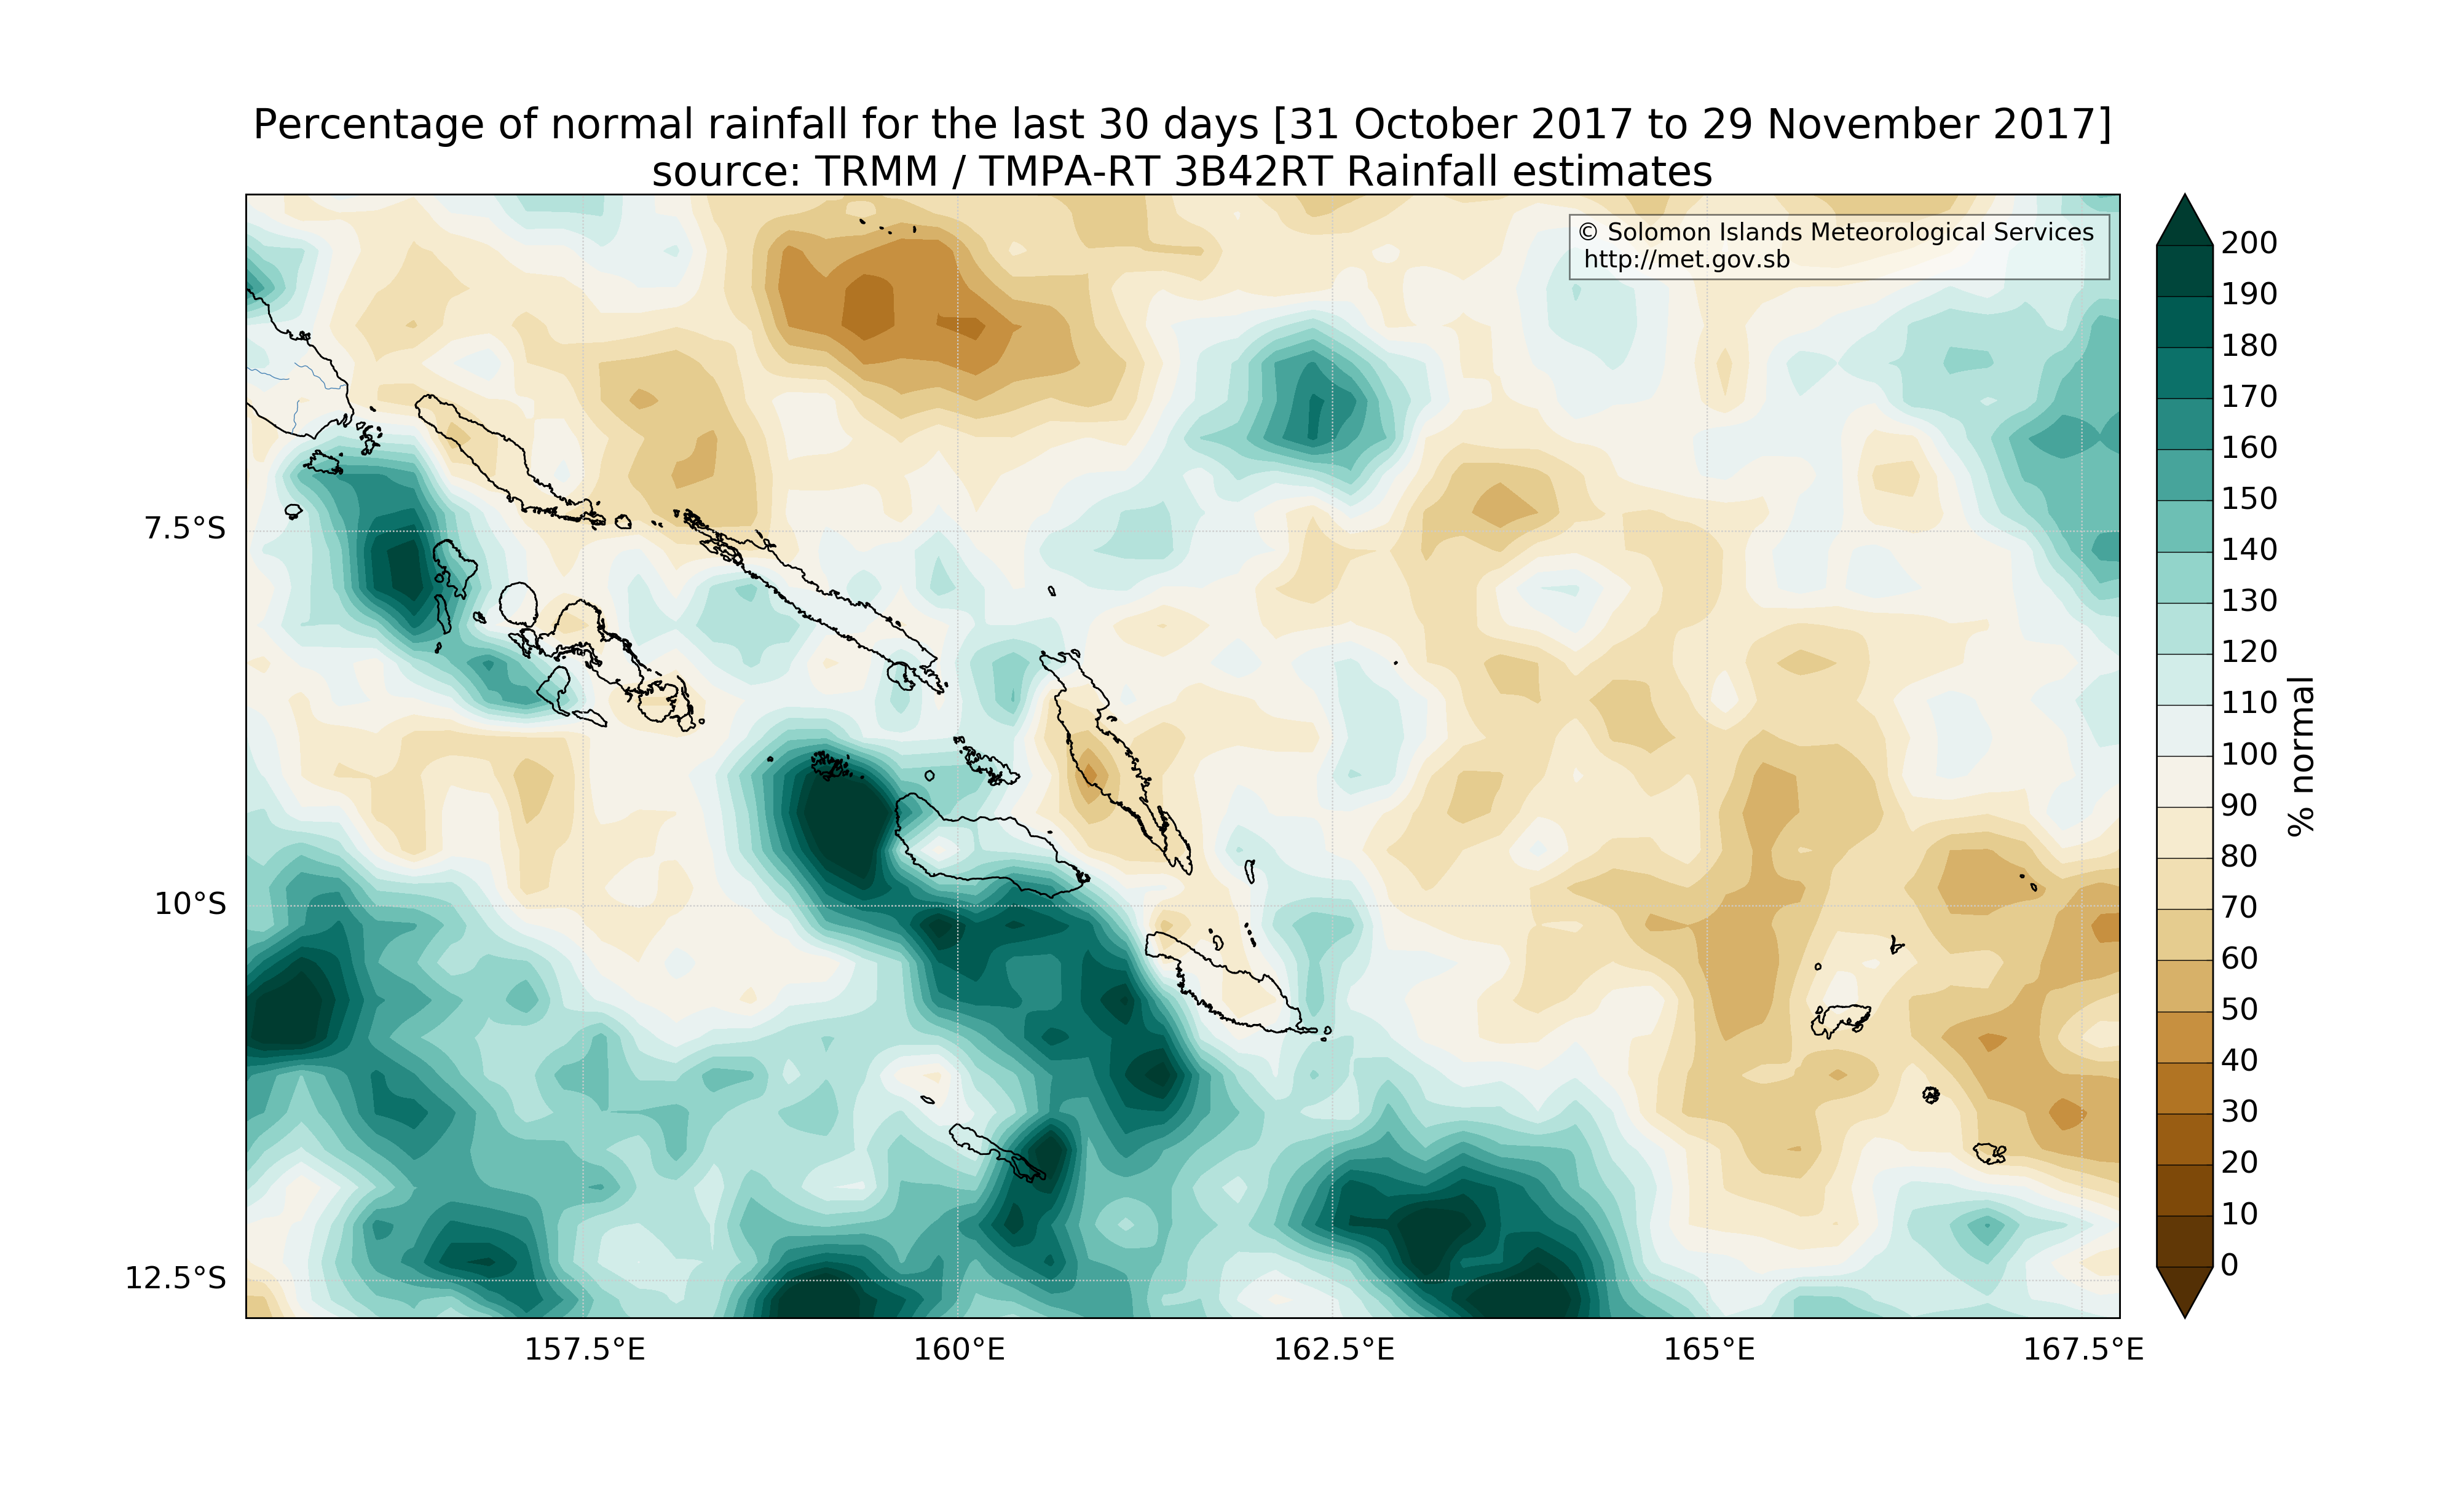 Percentage of normal rainfall for the last 30 days [31 October 2017 to 29 November 2017]
source: TRMM / TMPA-RT 3B42RT Rainfall estimates
© Solomon Islands Meteorological Services
http://met.gov.sb
7.5°S
10°S
12.5°S
157.5°E
160°E
162.5°E
165°E
167.5°E
200
190
180
170
160
150
140
130
120
110
100
90
80
70
60
50
40
30
20
10
0
% normal